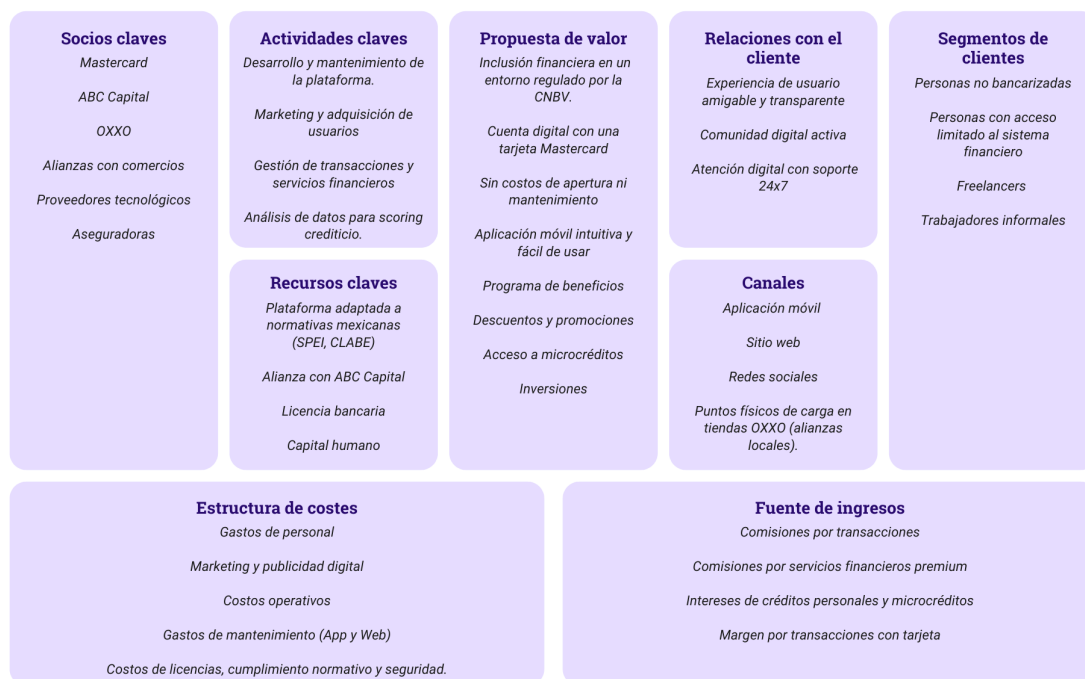 Socios claves
Mastercard
ABC Capital
OXXO
Alianzas con comercios
Proveedores tecnológicos
Aseguradoras
Actividades claves
Desarrollo y mantenimiento de
la plataforma.
Marketing y adquisición de
usuarios
Gestión de transacciones y
servicios financieros
Análisis de datos para scoring
crediticio.
Recursos claves
Plataforma adaptada a
normativas mexicanas
(SPEI, CLABE)
Alianza con ABC Capital
Licencia bancaria
Capital humano
Propuesta de valor
Inclusión financiera en un
entorno regulado por la
CNBV.
Cuenta digital con una
tarjeta Mastercard
Sin costos de apertura ni
mantenimiento
Aplicación móvil intuitiva y
fácil de usar
Programa de beneficios
Descuentos y promociones
Acceso a microcréditos
Inversiones
Relaciones con el
cliente
Experiencia de usuario
amigable y transparente
Comunidad digital activa
Atención digital con soporte
24x7
Canales
Aplicación móvil
Sitio web
Redes sociales
Puntos físicos de carga en
tiendas OXXO (alianzas
locales).
Segmentos de
clientes
Personas no bancarizadas
Personas con acceso
limitado al sistema
financiero
Freelancers
Trabajadores informales
Estructura de costes
Gastos de personal
Marketing y publicidad digital
Costos operativos
Gastos de mantenimiento (App y Web)
Costos de licencias, cumplimiento normativo y seguridad.
Fuente de ingresos
Comisiones por transacciones
Comisiones por servicios financieros premium
Intereses de créditos personales y microcréditos
Margen por transacciones con tarjeta